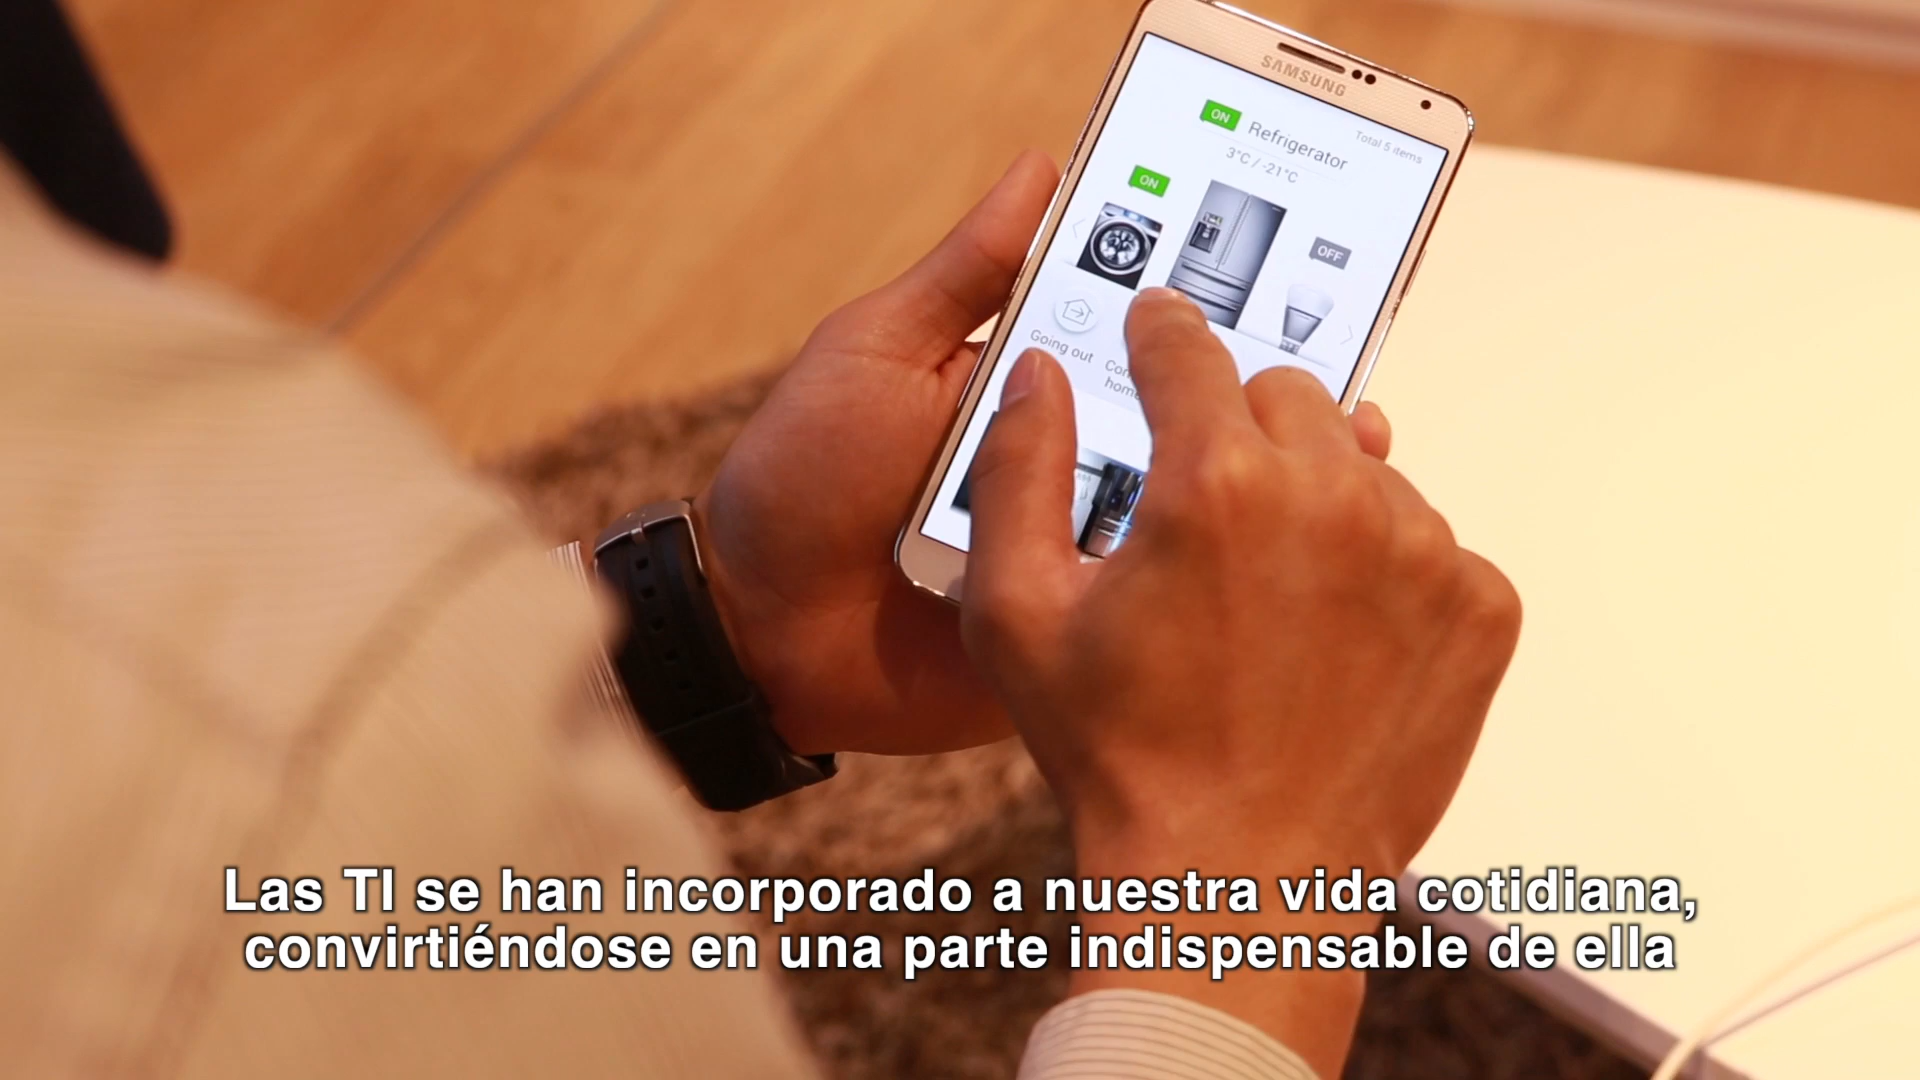 SAMSUNG
Total 5 items
ON Refrigerator
3°C / -21°C
ON
OFF
Going out
home
Las TI se han incorporado a nuestra vida cotidiana,
convirtiéndose en una parte indispensable de ella